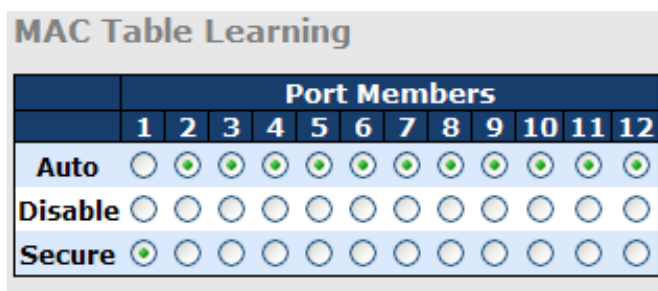 MAC Table Learning
Port Members
1 2 3 4 5 6 7 8 9 10 11 12
Auto
Disable
Secure